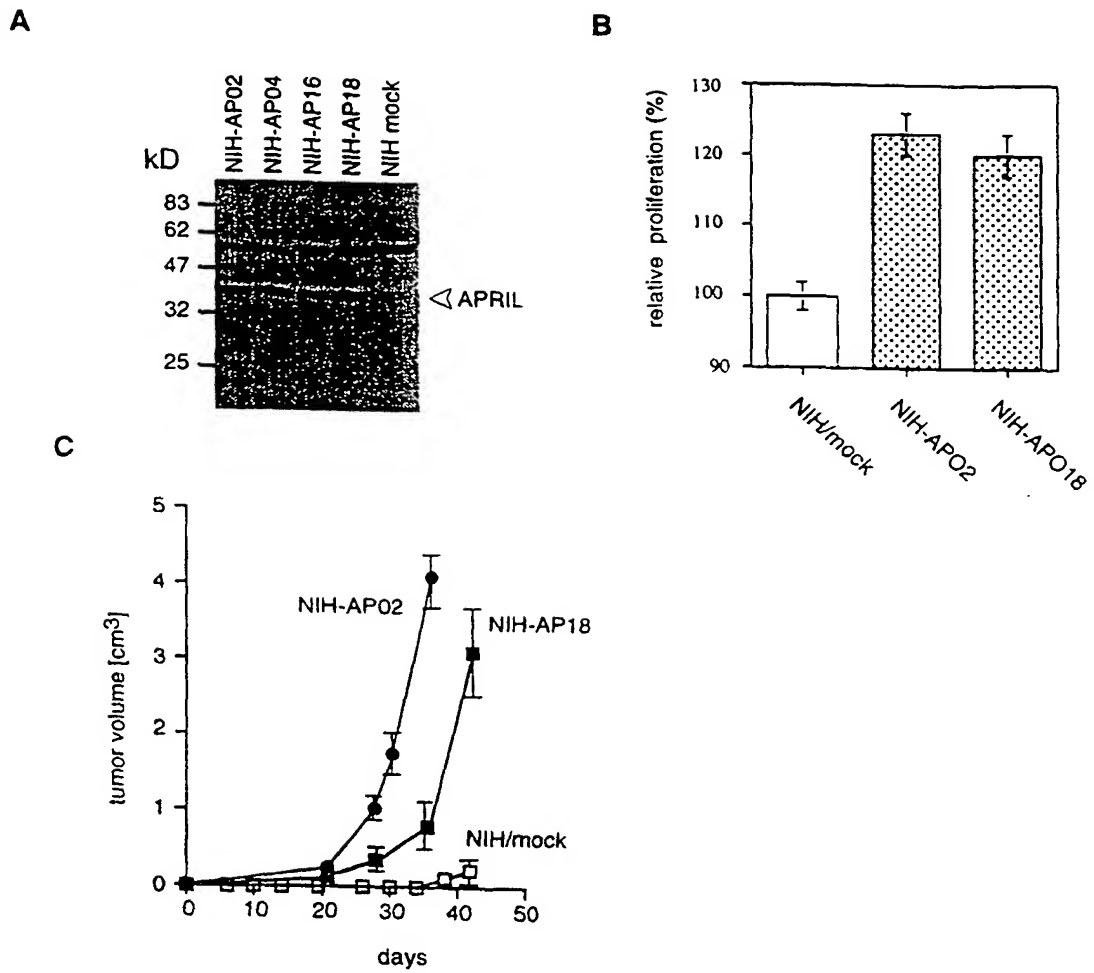 A
NIH-AP02
NIH-AP04
NIH-AP16
NIH-AP18
NIH mock
kD
83
62
47
32
25
APRIL
B
relative proliferation (%)
130
120
110
100
90
NIH/mock
NIH-APO2
NIH-APO18
C
tumor volume [cm³]
5
4
3
2
1
0
NIH-AP02
NIH-AP18
NIH/mock
0 10 20 30 40 50
days